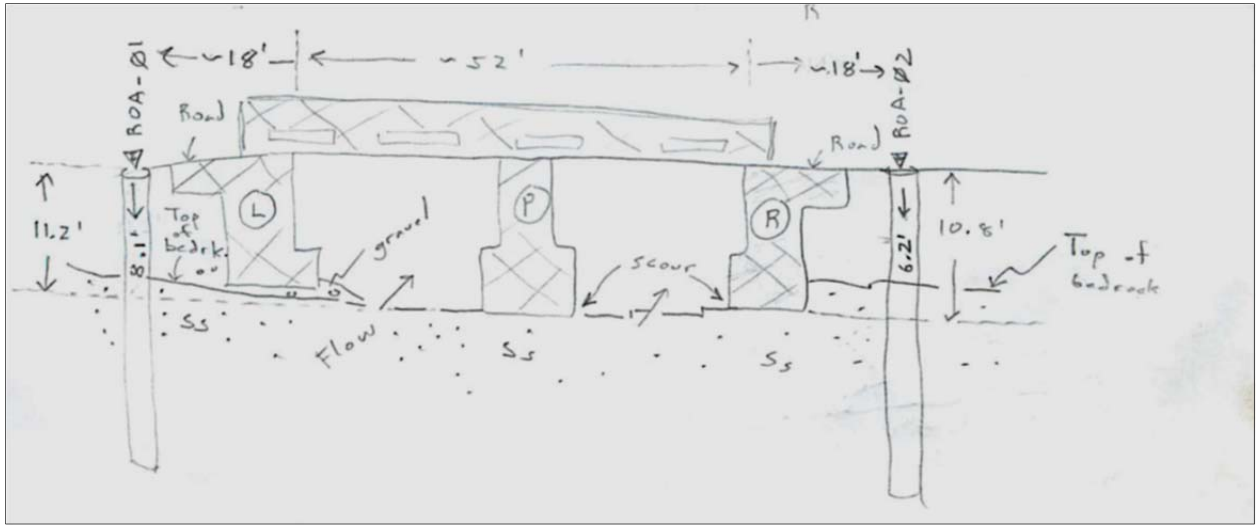 R
~18'
~52'
~18'
ROA-Ø1
ROA-Ø2
Road
Road
L
P
R
11.2'
8.1'
Top
of
bedrk.
gravel
scour
6.2'
10.8'
Top of
bedrock
Ss
Flow
Ss
Ss